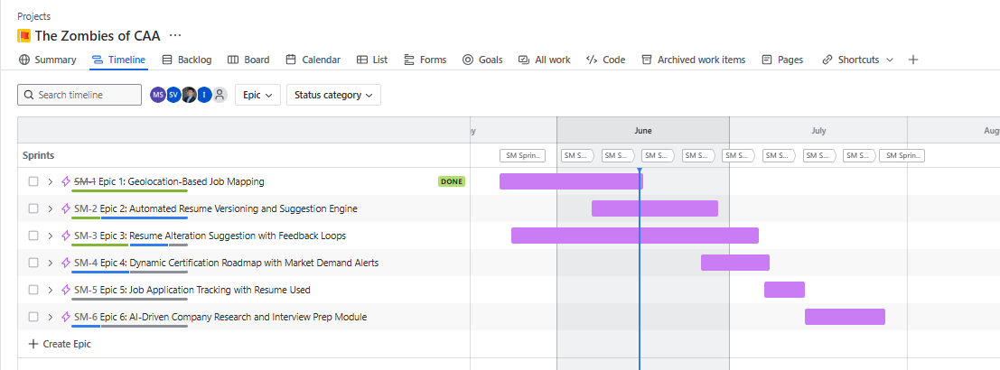 Projects
The Zombies of CAA ...
Summary Timeline Backlog Board Calendar List Forms Goals All work Code Archived work items Pages Shortcuts
Search timeline MS SV I Epic Status category
y June July Aug
Sprints SM Sprin... SM S... SM S... SM S... SM S... SM S... SM S... SM S... SM S... SM Sprin...
SM-1 Epic 1: Geolocation-Based Job Mapping DONE
SM-2 Epic 2: Automated Resume Versioning and Suggestion Engine
SM-3 Epic 3: Resume Alteration Suggestion with Feedback Loops
SM-4 Epic 4: Dynamic Certification Roadmap with Market Demand Alerts
SM-5 Epic 5: Job Application Tracking with Resume Used
SM-6 Epic 6: AI-Driven Company Research and Interview Prep Module
+ Create Epic